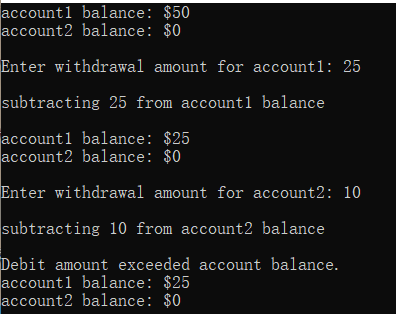 account1 balance: $50
account2 balance: $0
Enter withdrawal amount for account1: 25
subtracting 25 from account1 balance
account1 balance: $25
account2 balance: $0
Enter withdrawal amount for account2: 10
subtracting 10 from account2 balance
Debit amount exceeded account balance.
account1 balance: $25
account2 balance: $0